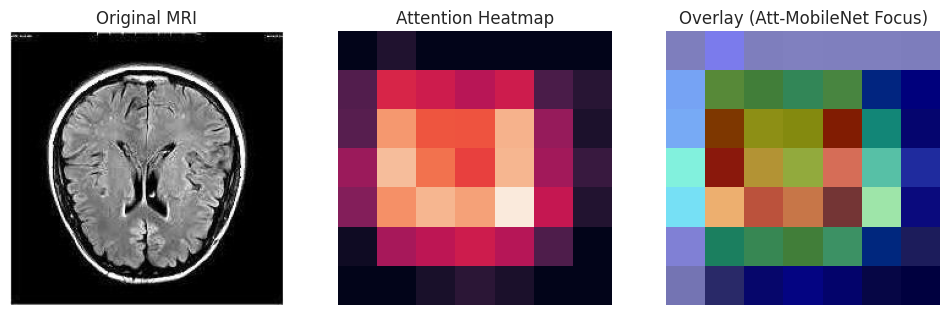 Original MRI
Attention Heatmap
Overlay (Att-MobileNet Focus)